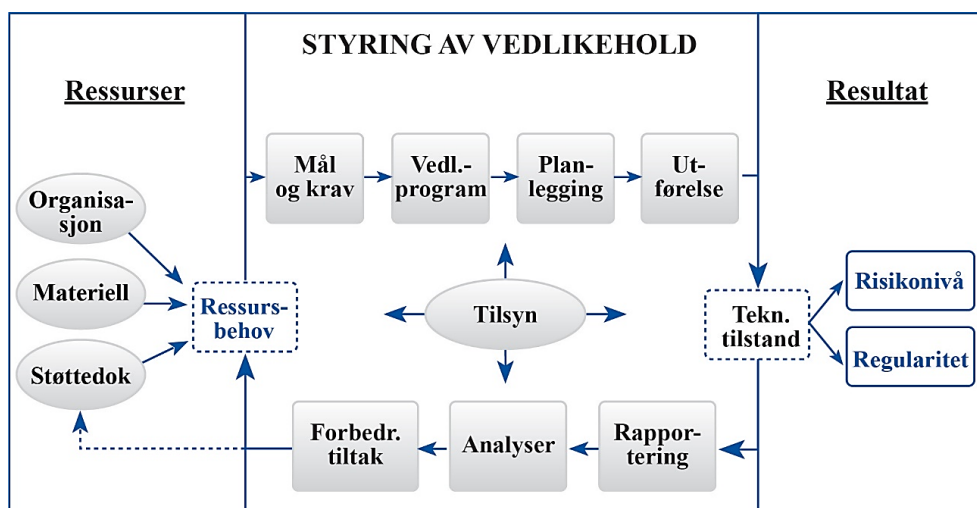 STYRING AV VEDLIKEHOLD
Ressurser
Organisa-
sjon
Materiell
Støttedok
Ressurs-
behov
Mål
og krav
Vedl.-
program
Plan-
legging
Ut-
førelse
Tilsyn
Forbedr.
tiltak
Analyser
Rappor-
tering
Resultat
Tekn.
tilstand
Risikonivå
Regularitet